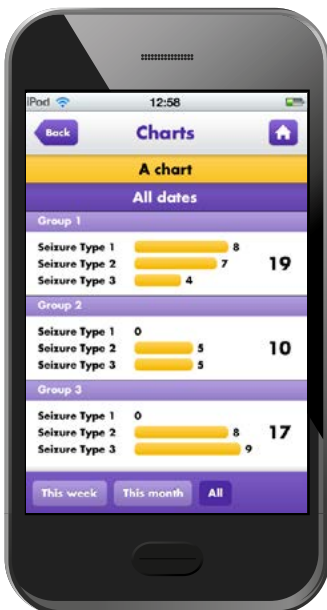 iPod 12:58
Back Charts
A chart
All dates
Group 1
Seizure Type 1 8
Seizure Type 2 7 19
Seizure Type 3 4
Group 2
Seizure Type 1 0
Seizure Type 2 5 10
Seizure Type 3 5
Group 3
Seizure Type 1 0
Seizure Type 2 8 17
Seizure Type 3 9
This week This month All